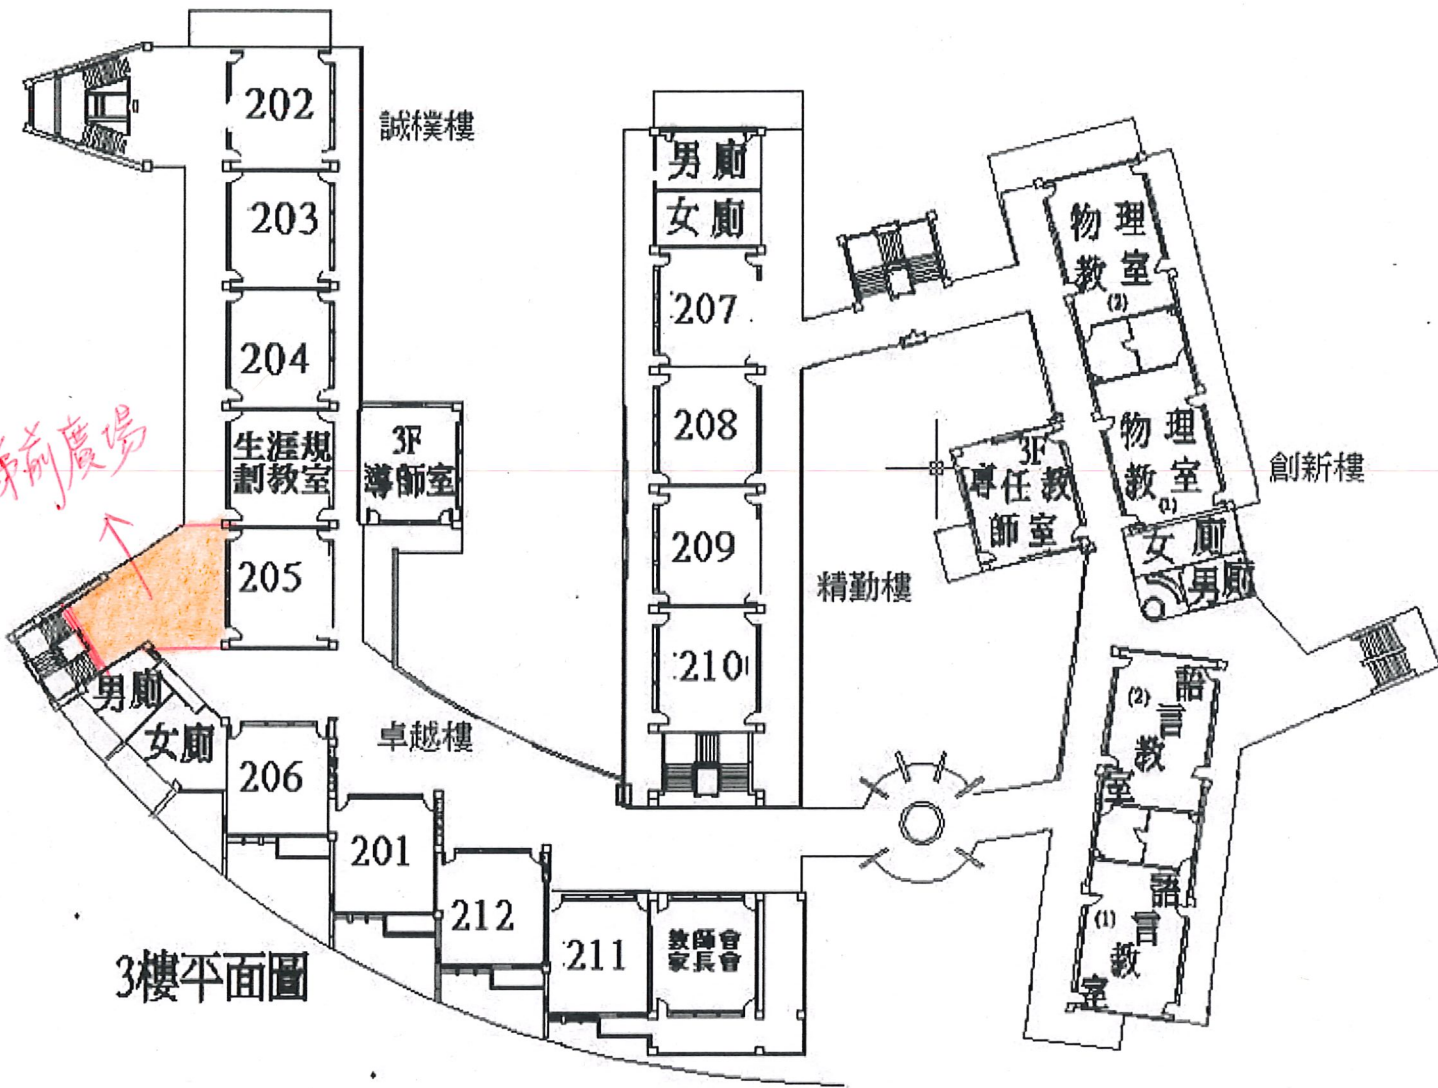 202
誠樸樓
203
204
生涯規
劃教室
3F
導師室
205
前廣場
男廁
女廁
206
卓越樓
201
212
211
教師會
家長會
3樓平面圖
男廁
女廁
207
208
209
210
精勤樓
物理
教室
(2)
物理
教室
(1)
創新樓
3F
專任教
師室
女廁
男廁
(2)
語言教室
(1)
語言教室